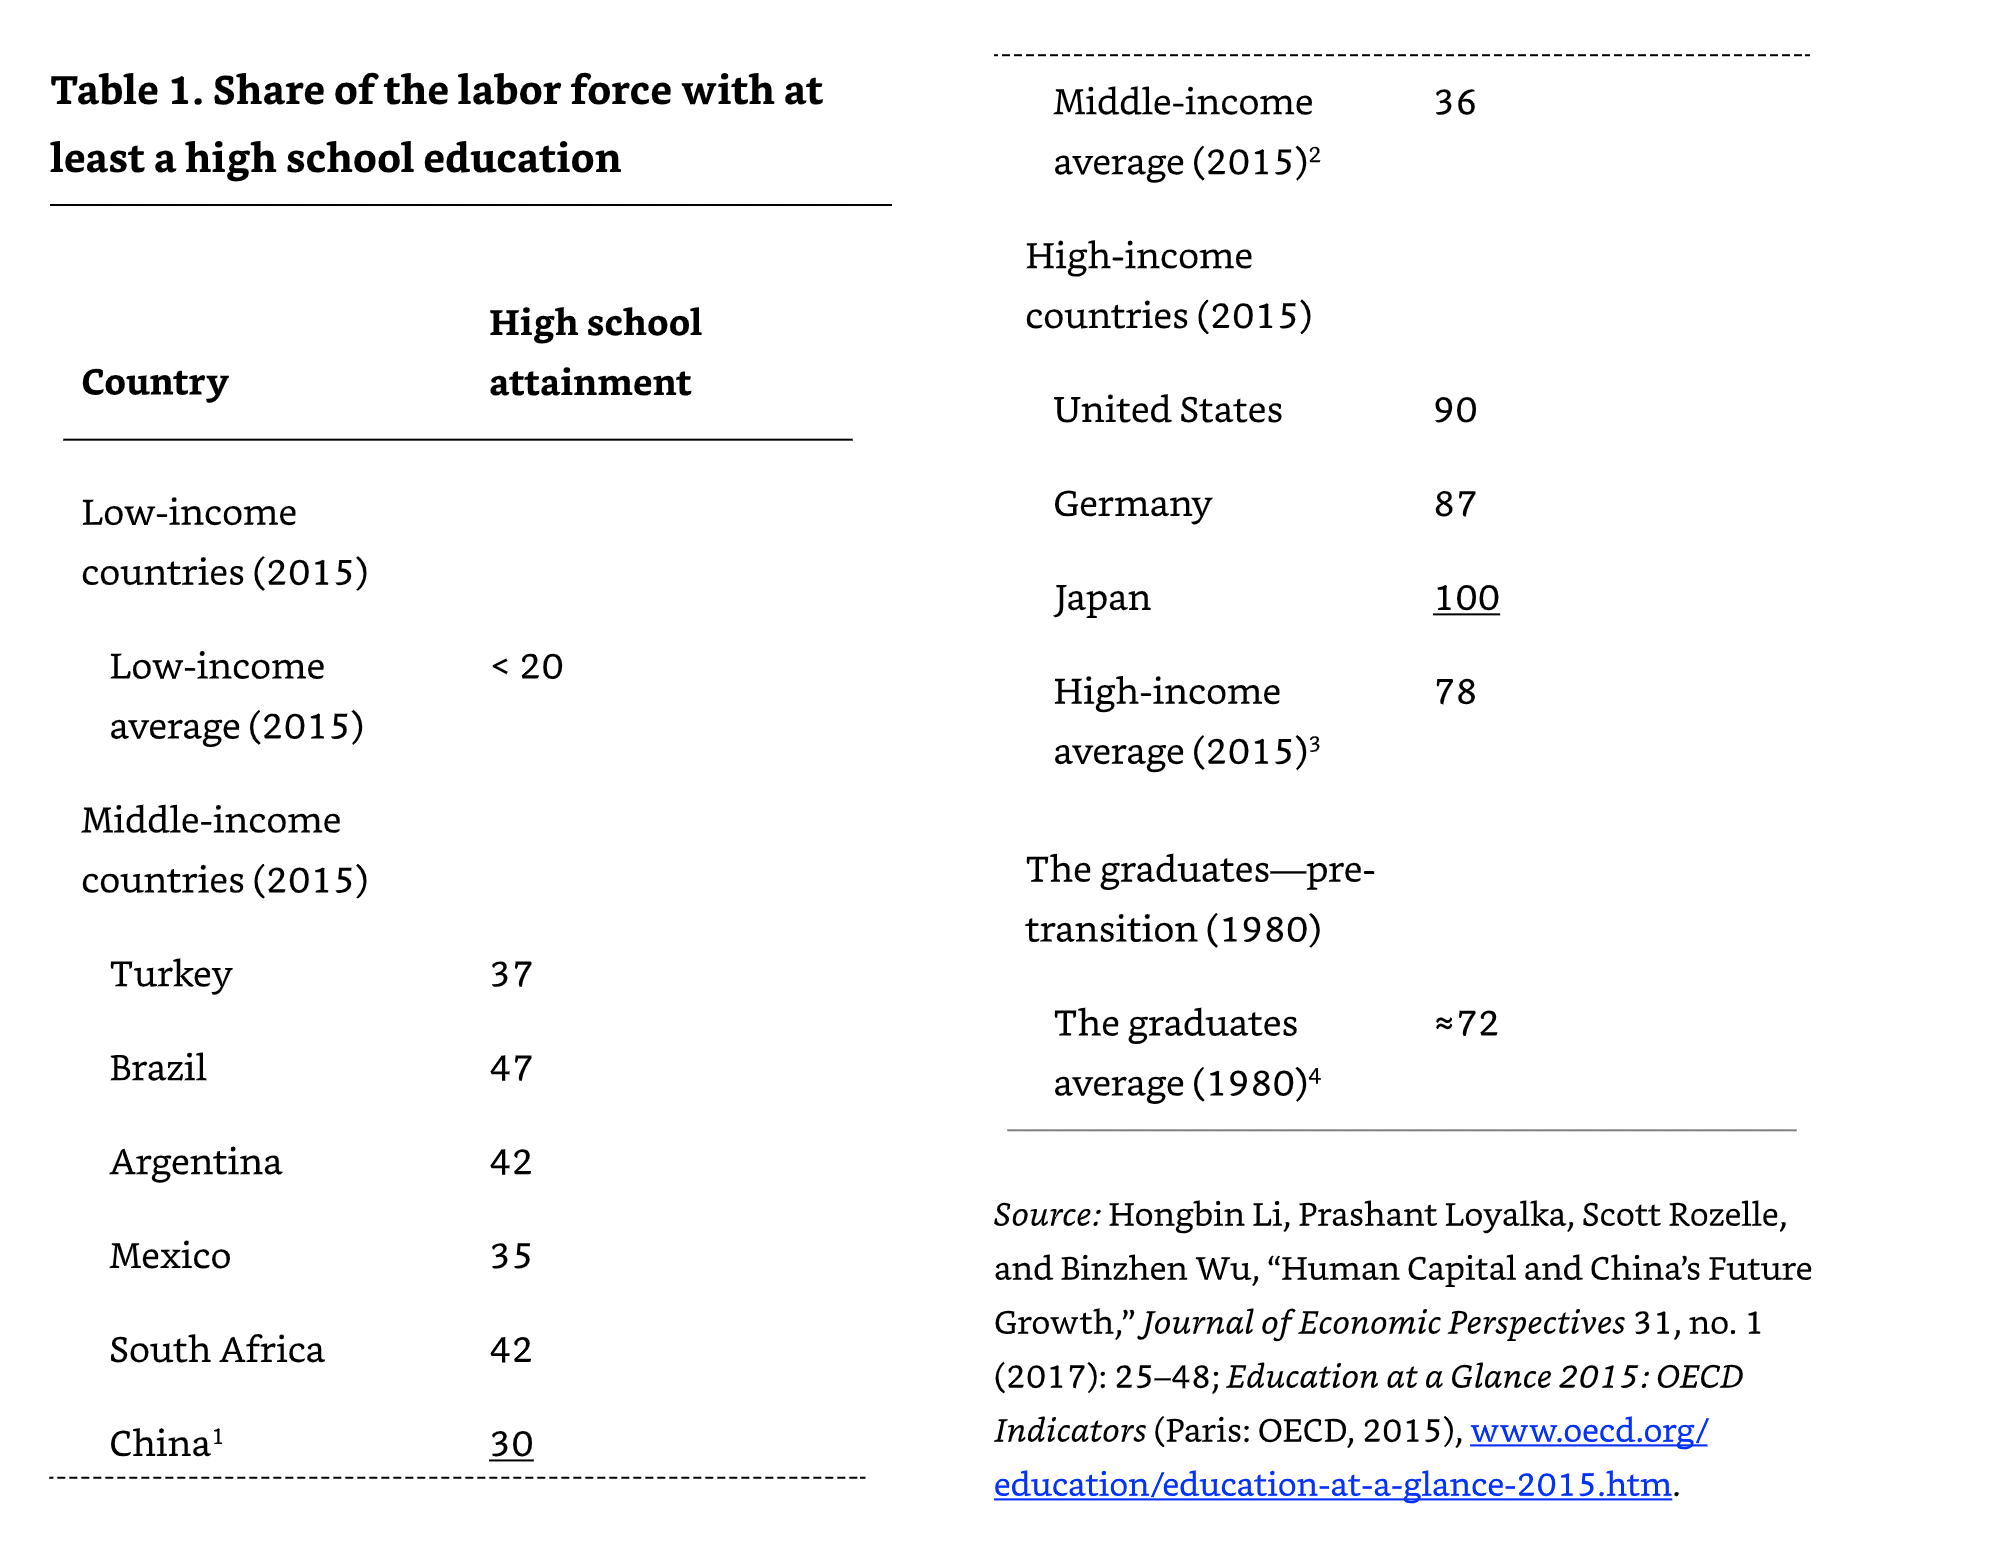 Table 1. Share of the labor force with at
least a high school education
High school
Country attainment
Low-income
countries (2015)
Low-income < 20
average (2015)
Middle-income
countries (2015)
Turkey 37
Brazil 47
Argentina 42
Mexico 35
South Africa 42
China¹ 30
Middle-income 36
average (2015)²
High-income
countries (2015)
United States 90
Germany 87
Japan 100
High-income 78
average (2015)³
The graduates—pre-
transition (1980)
The graduates ≈72
average (1980)⁴
Source: Hongbin Li, Prashant Loyalka, Scott Rozelle,
and Binzhen Wu, “Human Capital and China’s Future
Growth,” Journal of Economic Perspectives 31, no. 1
(2017): 25–48; Education at a Glance 2015: OECD
Indicators (Paris: OECD, 2015), www.oecd.org/
education/education-at-a-glance-2015.htm.